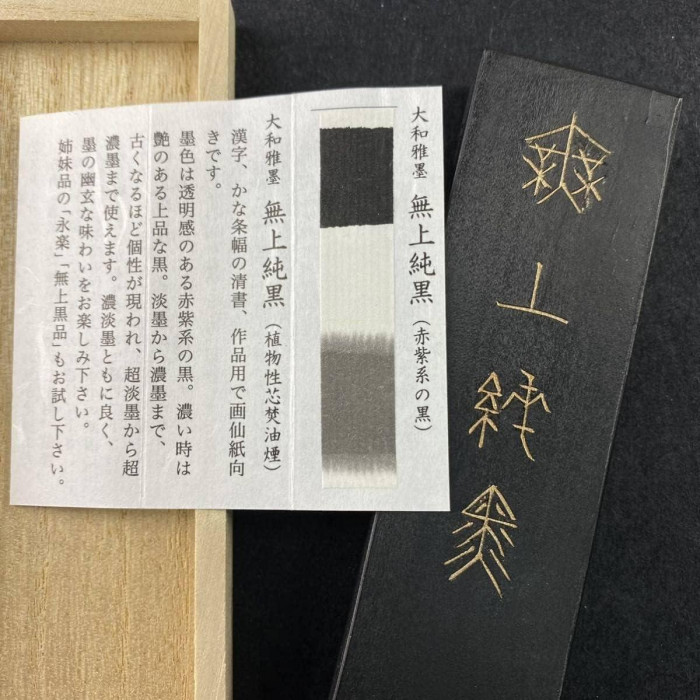 大和雅墨 無上純黒（赤紫系の黒）
大和雅墨 無上純黒（植物性芯焚油煙）
漢字、かな条幅の清書、作品用で画仙紙向
きです。
墨色は透明感のある赤紫系の黒。濃い時は
艶のある上品な黒。淡墨から濃墨まで、
古くなるほど個性が現われ、超淡墨から超
濃墨まで使えます。濃淡墨ともに良く、
墨の幽玄な味わいをお楽しみ下さい。
姉妹品の「永楽」「無上黒品」もお試し下さい。
無上純黒